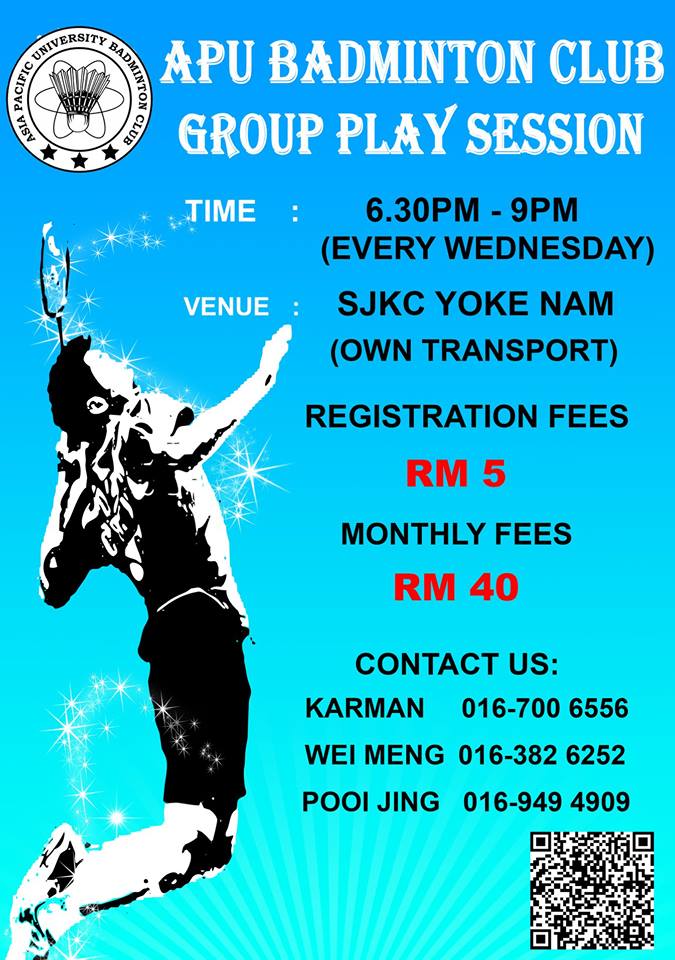 ASIA PACIFIC UNIVERSITY BADMINTON CLUB
APU BADMINTON CLUB
GROUP PLAY SESSION
TIME : 6.30PM - 9PM
(EVERY WEDNESDAY)
VENUE : SJKC YOKE NAM
(OWN TRANSPORT)
REGISTRATION FEES
RM 5
MONTHLY FEES
RM 40
CONTACT US:
KARMAN 016-700 6556
WEI MENG 016-382 6252
POOI JING 016-949 4909